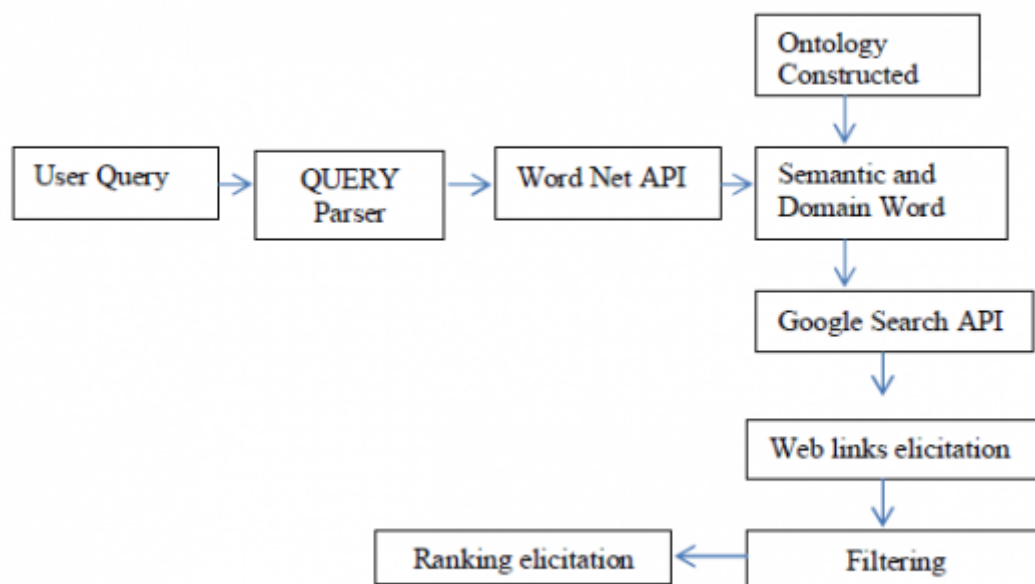 Ontology
Constructed
User Query
QUERY
Parser
Word Net API
Semantic and
Domain Word
Google Search API
Web links elicitation
Ranking elicitation
Filtering